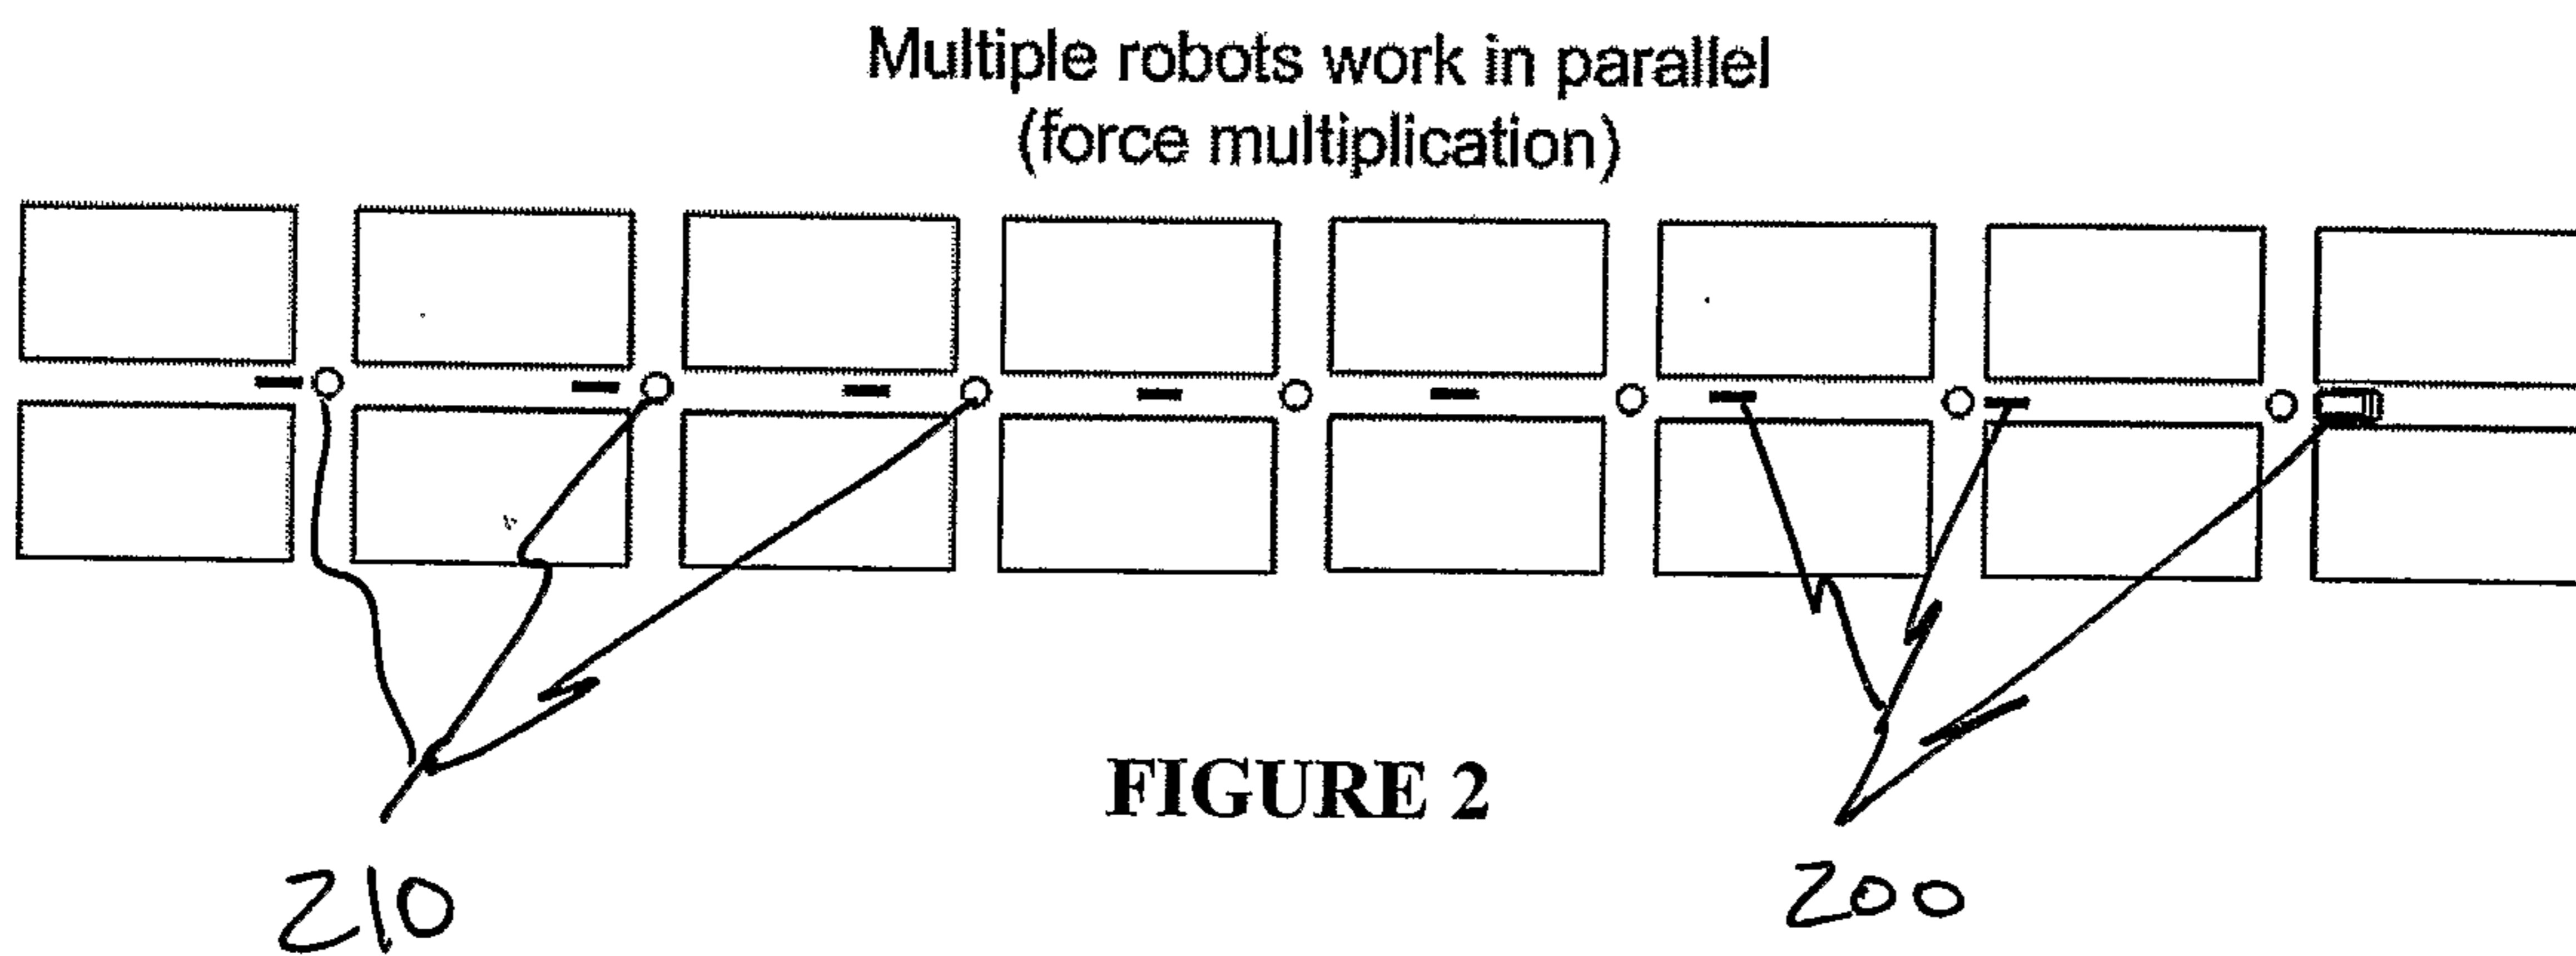 Multiple robots work in parallel
(force multiplication)
FIGURE 2
210
200